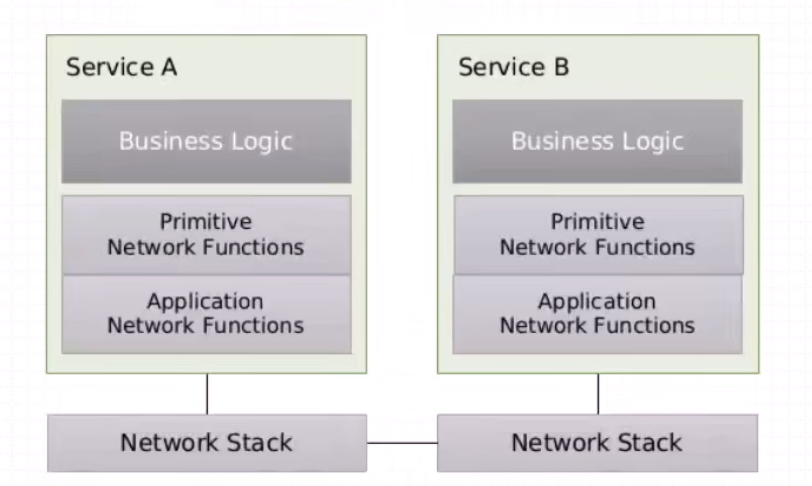 Service A
Business Logic
Primitive
Network Functions
Application
Network Functions
Network Stack
Service B
Business Logic
Primitive
Network Functions
Application
Network Functions
Network Stack